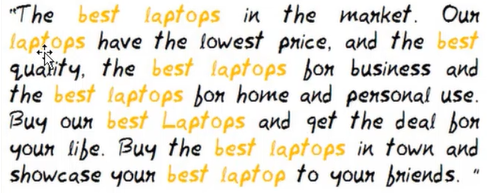 "The best laptops in the market. Our
laptops have the lowest price, and the best
quality, the best laptops for business and
the best laptops for home and personal use.
Buy our best Laptops and get the deal for
your life. Buy the best laptops in town and
showcase your best laptop to your friends. "